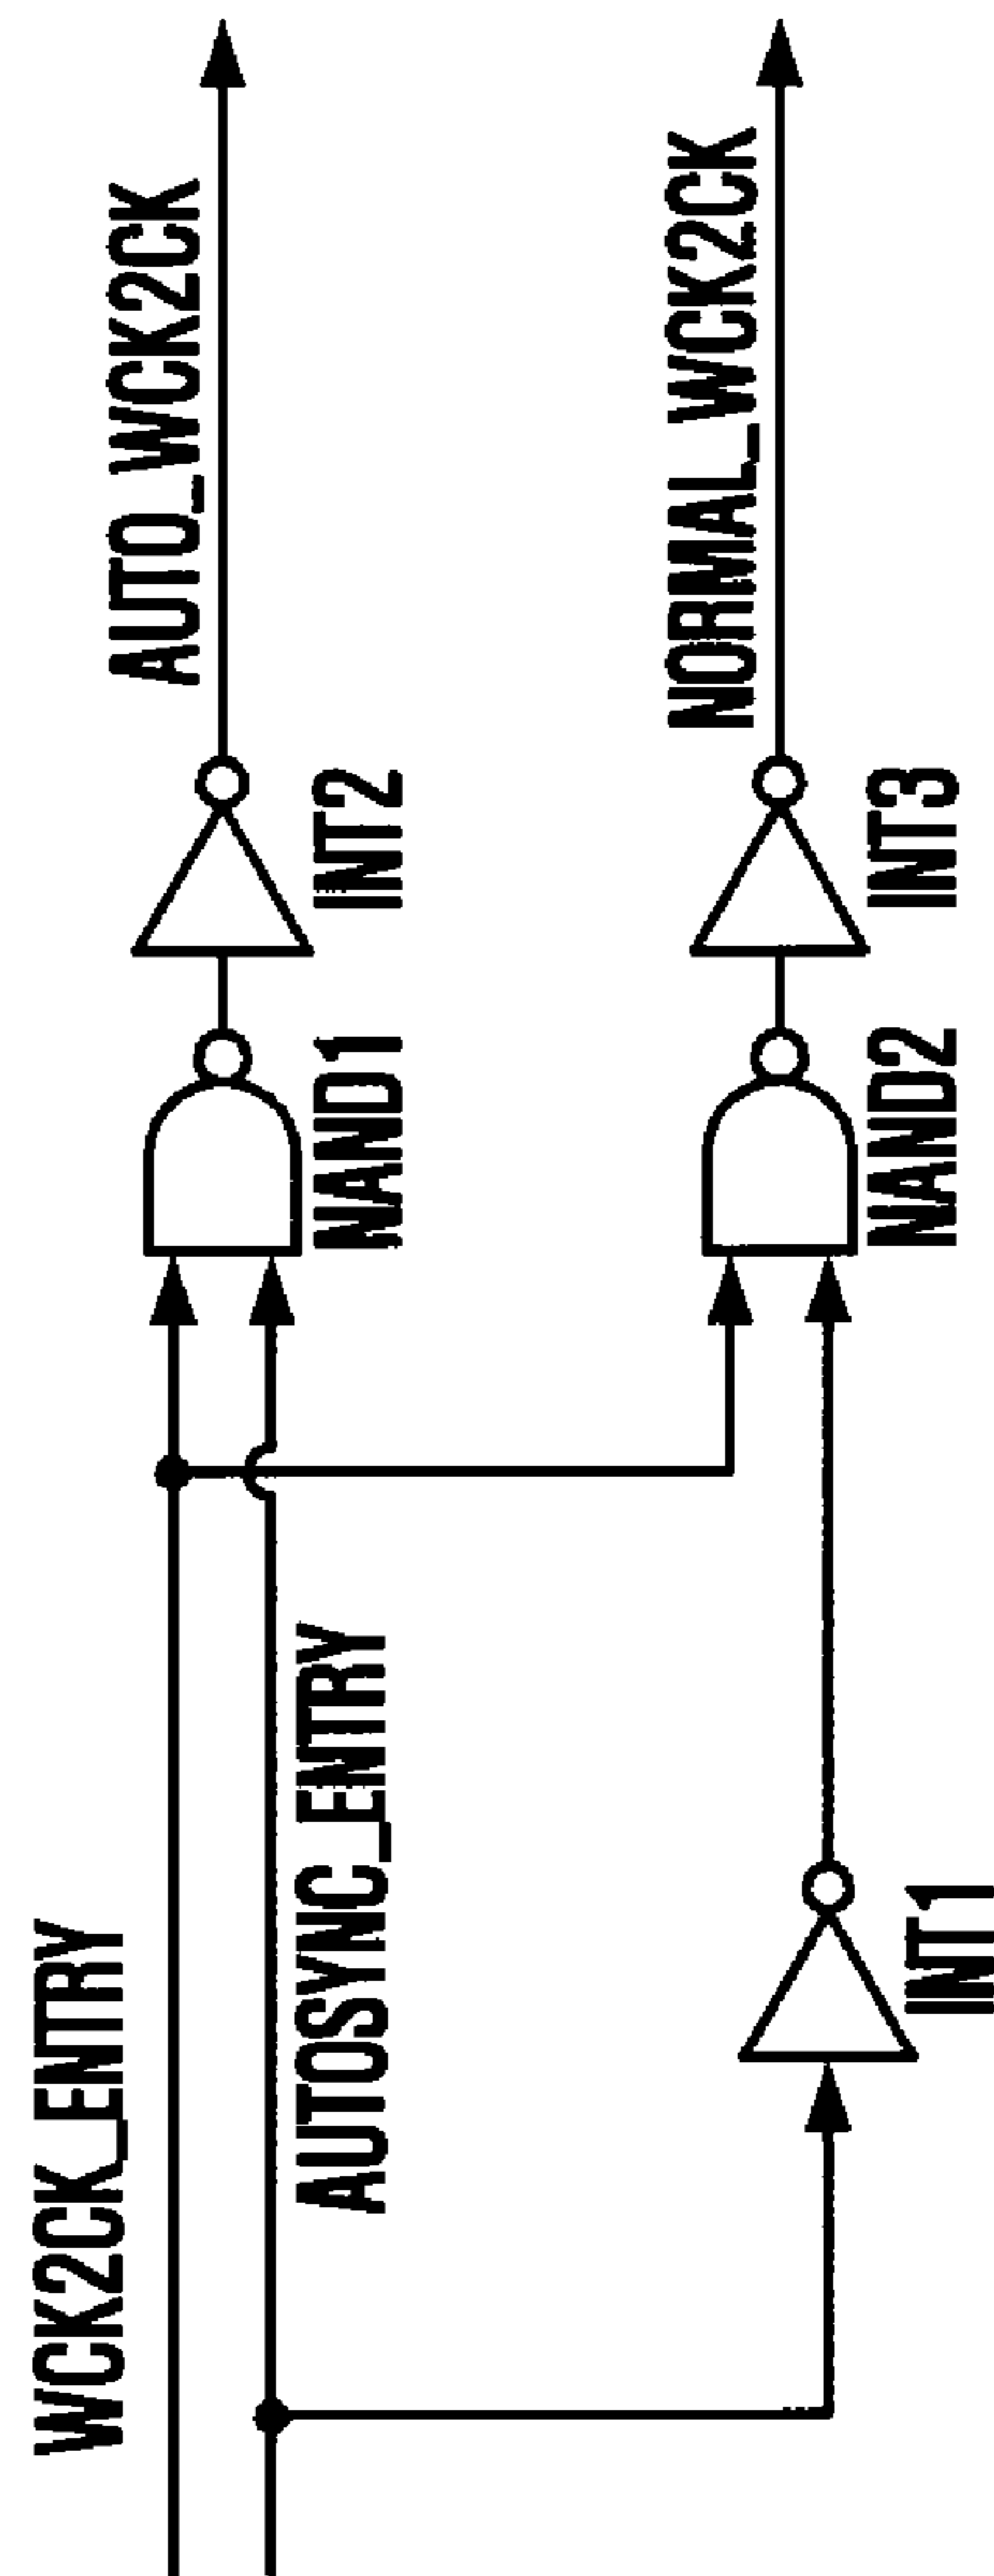 WCK2CK_ENTRY
AUTOSYNC_ENTRY
INT1
NAND1
INT2
AUTO_WCK2CK
NAND2
INT3
NORMAL_WCK2CK